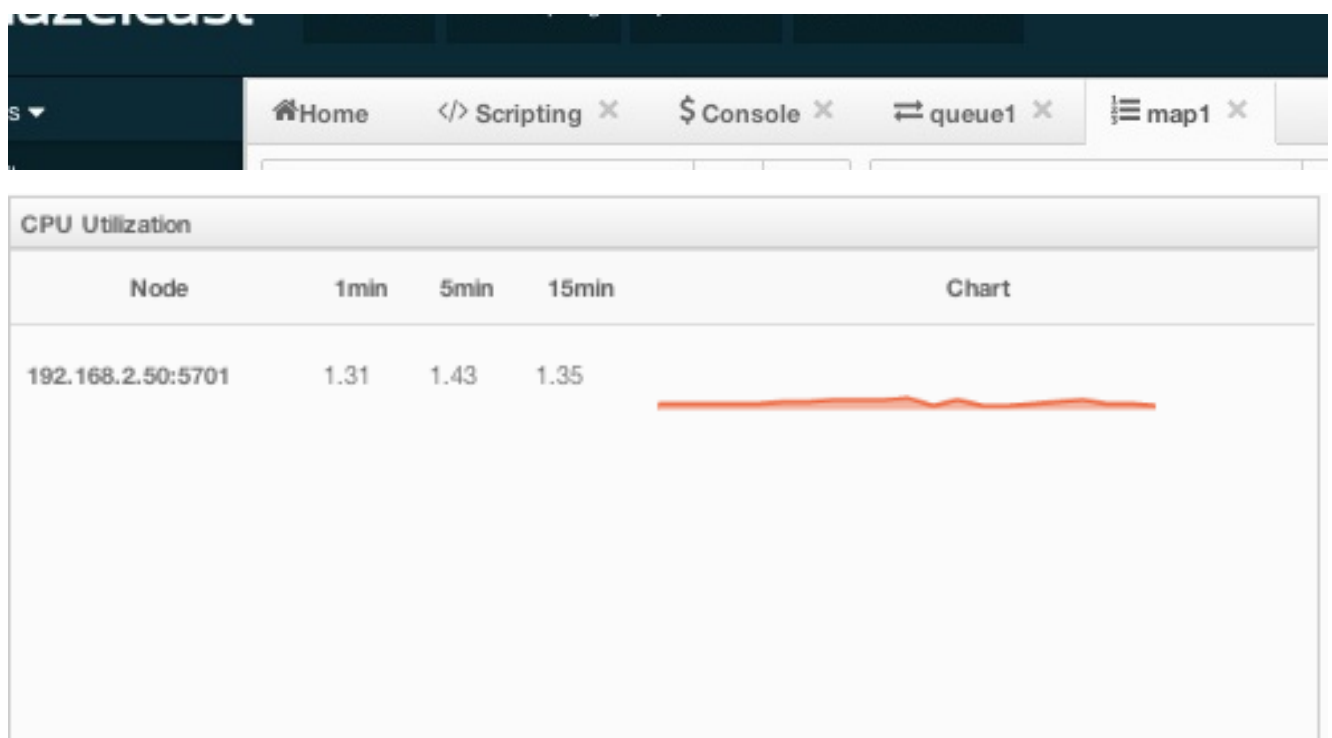 Home </> Scripting × $ Console × queue1 × map1 ×
CPU Utilization
Node 1min 5min 15min Chart
192.168.2.50:5701 1.31 1.43 1.35